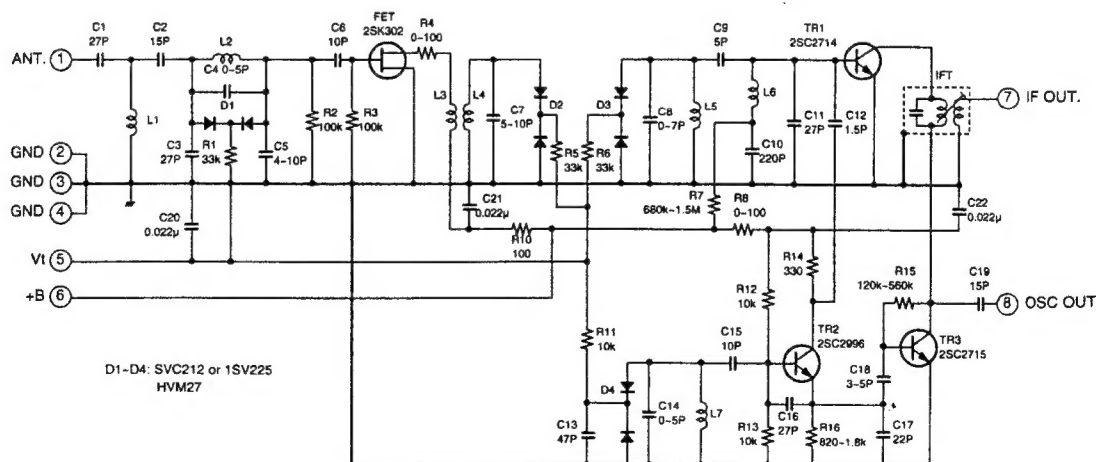 ANT. 1
C1
27P
C2
15P
L2
C4 0~5P
D1
L1
C3
27P
R1
33k
C5
4~10P
C6
10P
R2
100k
R3
100k
FET
2SK302
R4
0~100
L3
L4
C7
5~10P
D2
D3
R5
33k
R6
33k
C8
0~7P
L5
C9
5P
L6
C10
220P
C11
27P
C12
1.5P
TR1
2SC2714
IFT
7 IF OUT.
GND 2
GND 3
GND 4
C20
0.022μ
C21
0.022μ
R10
100
R7
680k~1.5M
R8
0~100
C22
0.022μ
Vt 5
+B 6
R14
330
R12
10k
R15
120k~560k
C19
15P
8 OSC OUT
R11
10k
C15
10P
TR2
2SC2996
TR3
2SC2715
D1~D4: SVC212 or 1SV225
HVM27
D4
C13
47P
C14
0~5P
L7
R13
10k
C16
27P
R16
820~1.8k
C18
3~5P
C17
22P